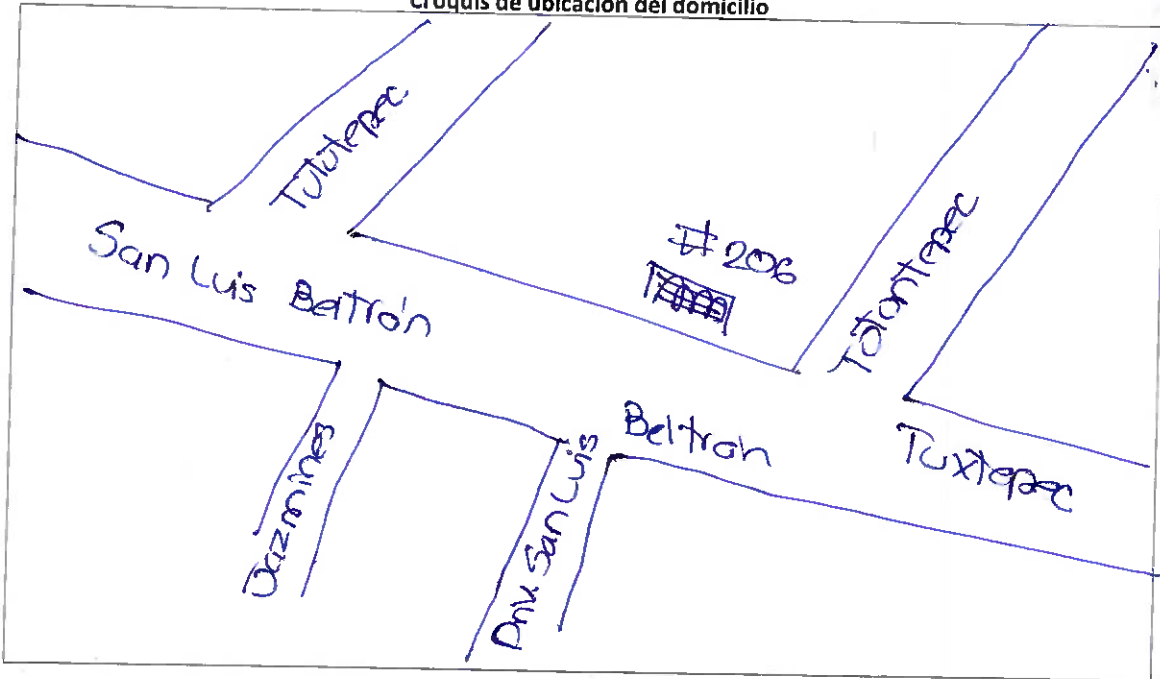 Croquis de ubicación del domicilio
Tututepec
San Luis Beltrán
#206
Totontepec
Beltrán
Tuxtepec
Jazmines
Priv. San Luis